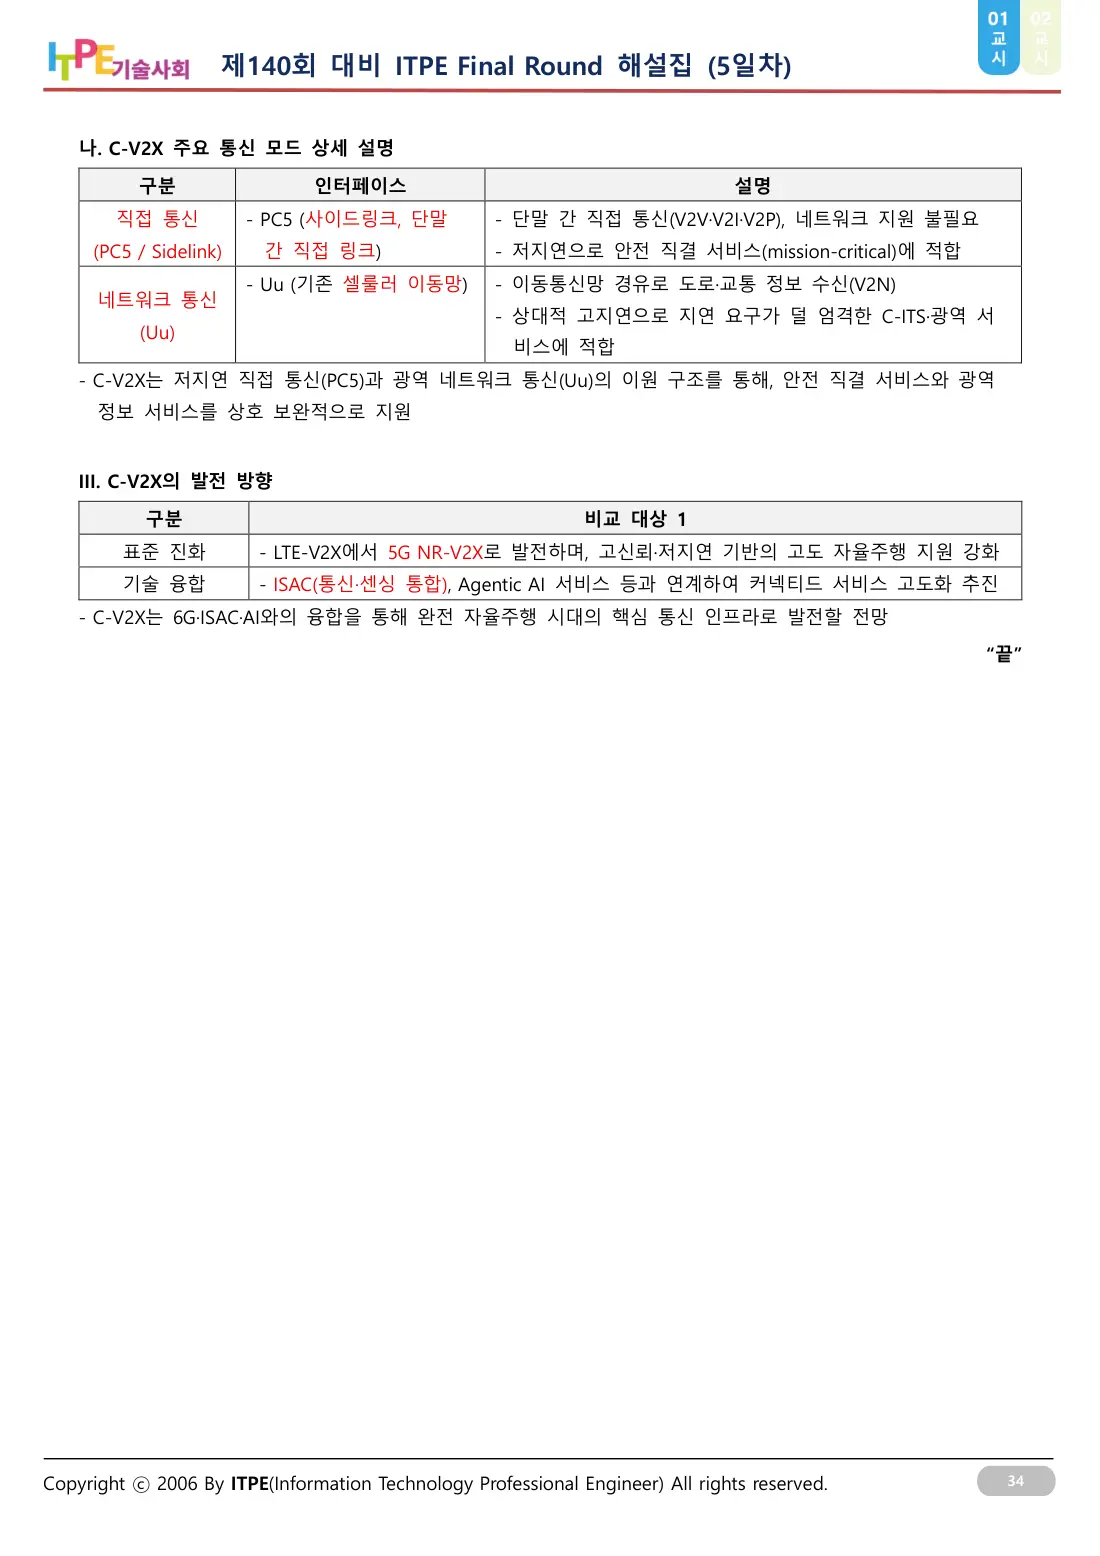 ITPE기술사회 제140회 대비 ITPE Final Round 해설집 (5일차)
01
교
시
02
교
시
나. C-V2X 주요 통신 모드 상세 설명
구분 인터페이스 설명
직접 통신
(PC5 / Sidelink)
- PC5 (사이드링크, 단말
간 직접 링크)
- 단말 간 직접 통신(V2V·V2I·V2P), 네트워크 지원 불필요
- 저지연으로 안전 직결 서비스(mission-critical)에 적합
네트워크 통신
(Uu)
- Uu (기존 셀룰러 이동망)
- 이동통신망 경유로 도로·교통 정보 수신(V2N)
- 상대적 고지연으로 지연 요구가 덜 엄격한 C-ITS·광역 서
비스에 적합
- C-V2X는 저지연 직접 통신(PC5)과 광역 네트워크 통신(Uu)의 이원 구조를 통해, 안전 직결 서비스와 광역
정보 서비스를 상호 보완적으로 지원
III. C-V2X의 발전 방향
구분 비교 대상 1
표준 진화 - LTE-V2X에서 5G NR-V2X로 발전하며, 고신뢰·저지연 기반의 고도 자율주행 지원 강화
기술 융합 - ISAC(통신·센싱 통합), Agentic AI 서비스 등과 연계하여 커넥티드 서비스 고도화 추진
- C-V2X는 6G·ISAC·AI와의 융합을 통해 완전 자율주행 시대의 핵심 통신 인프라로 발전할 전망
“끝”
Copyright ⓒ 2006 By ITPE(Information Technology Professional Engineer) All rights reserved.
34